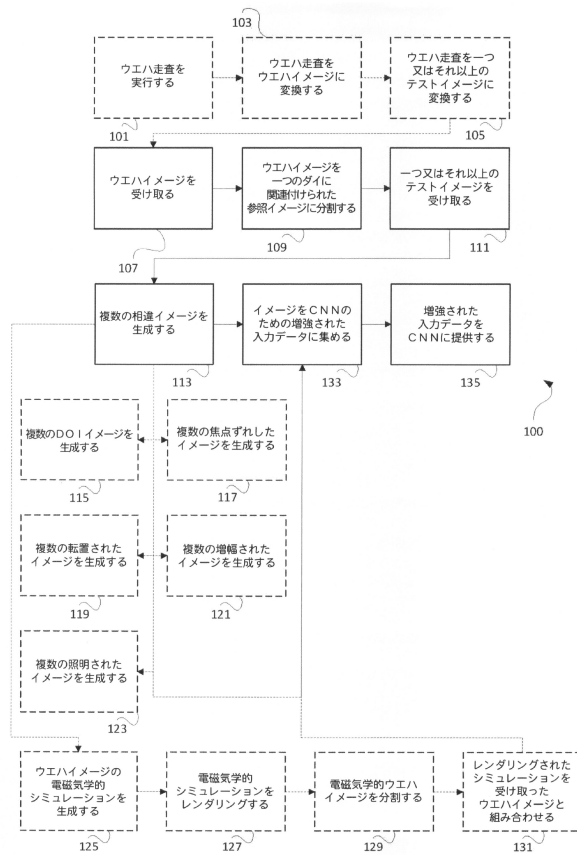 103
ウエハ走査を
実行する
ウエハ走査を
ウエハイメージに
変換する
ウエハ走査を一つ
又はそれ以上の
テストイメージに
変換する
101
105
ウエハイメージを
受け取る
ウエハイメージを
一つのダイに
関連付けられた
参照イメージに分割する
一つ又はそれ以上の
テストイメージを
受け取る
107
109
111
複数の相違イメージを
生成する
イメージをCNNの
ための増強された
入力データに集める
増強された
入力データを
CNNに提供する
113
133
135
100
複数のDOIイメージを
生成する
複数の焦点ずれした
イメージを生成する
115
117
複数の転置された
イメージを生成する
複数の増幅された
イメージを生成する
119
121
複数の照明された
イメージを生成する
123
ウエハイメージの
電磁気学的
シミュレーションを
生成する
電磁気学的
シミュレーションを
レンダリングする
電磁気学的ウエハ
イメージを分割する
レンダリングされた
シミュレーションを
受け取った
ウエハイメージと
組み合わせる
125
127
129
131